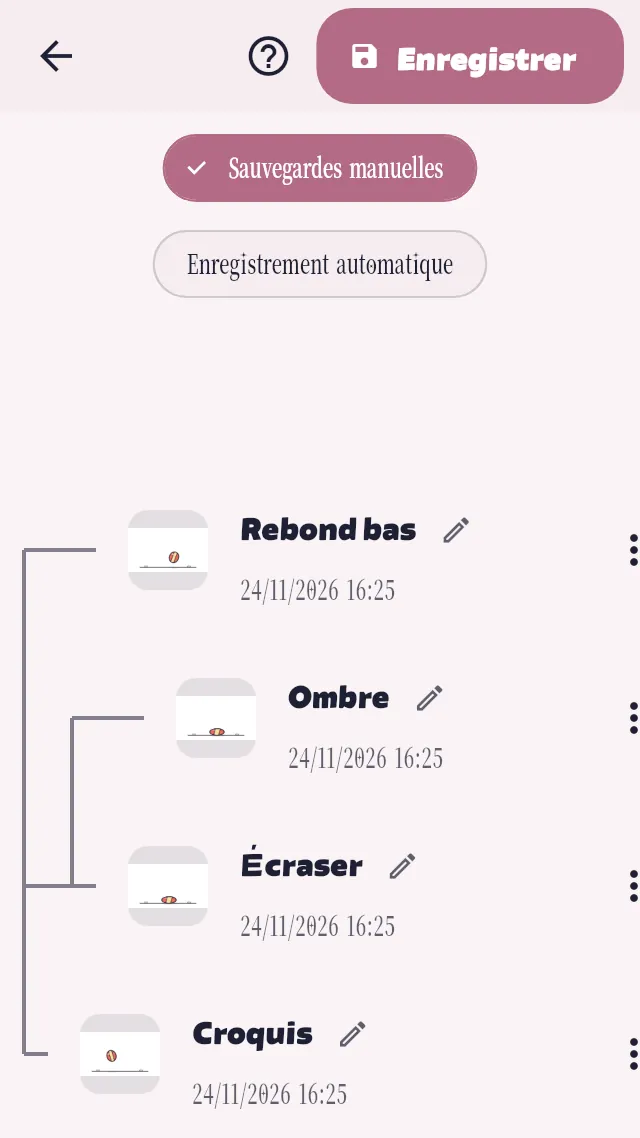 Enregistrer
Sauvegardes manuelles
Enregistrement automatique
Rebond bas
24/11/2026 16:25
Ombre
24/11/2026 16:25
Écraser
24/11/2026 16:25
Croquis
24/11/2026 16:25